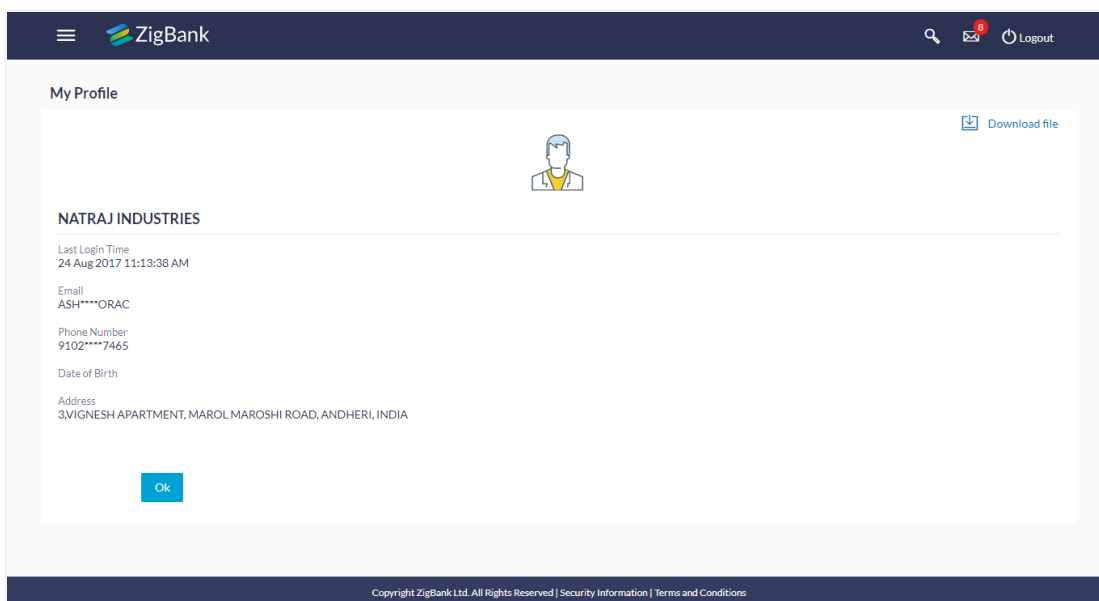 ZigBank
8
Logout
My Profile
Download file
NATRAJ INDUSTRIES
Last Login Time
24 Aug 2017 11:13:38 AM
Email
ASH****ORAC
Phone Number
9102****7465
Date of Birth
Address
3,VIGNESH APARTMENT, MAROL MAROSHI ROAD, ANDHERI, INDIA
Ok
Copyright ZigBank Ltd. All Rights Reserved | Security Information | Terms and Conditions